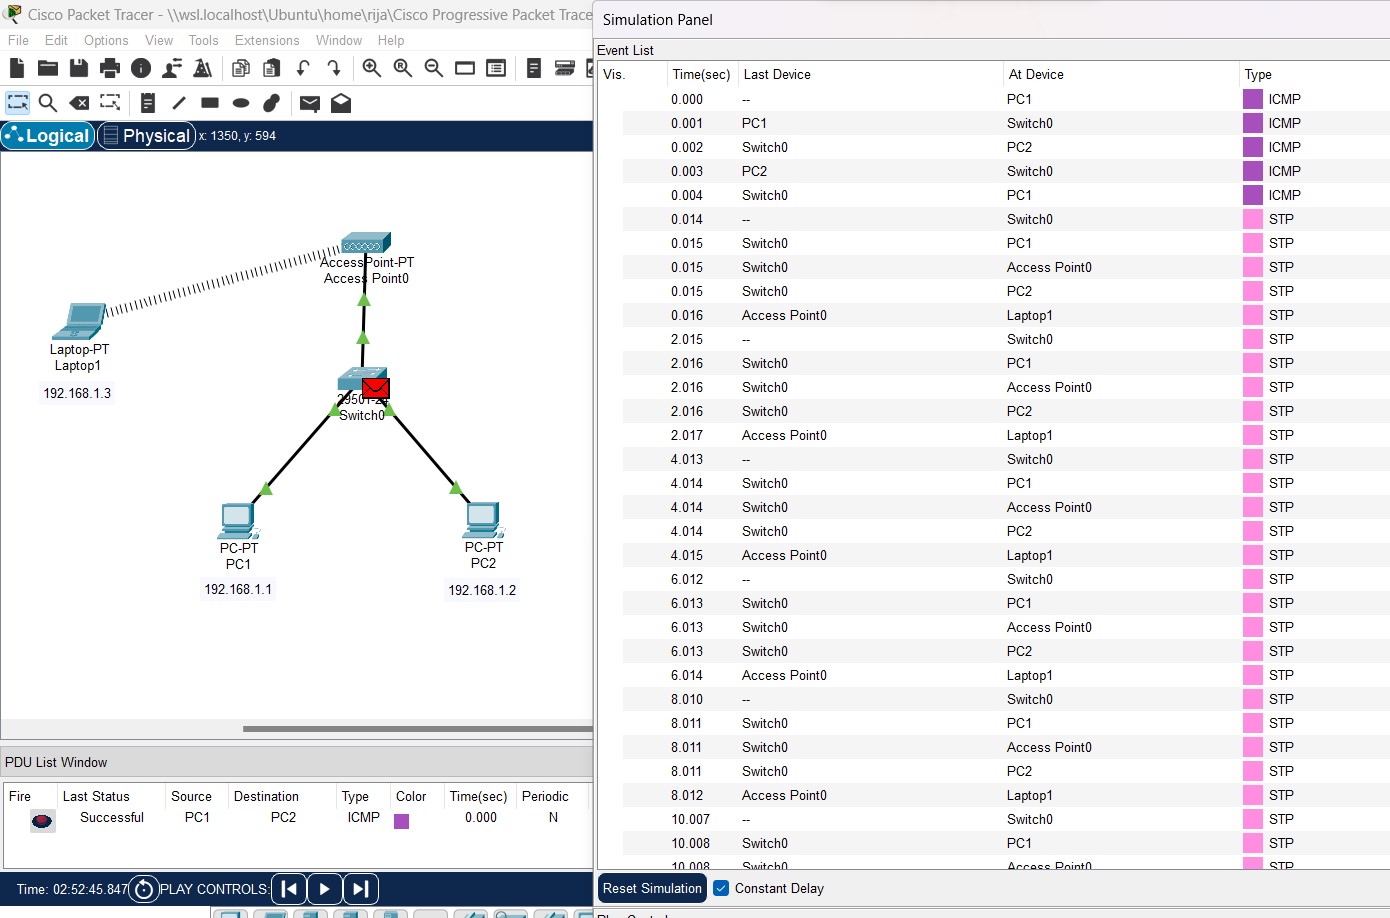 Cisco Packet Tracer - \\wsl.localhost\Ubuntu\home\rija\Cisco Progressive Packet Trace
File Edit Options View Tools Extensions Window Help
Logical Physical x: 1350, y: 594
AccessPoint-PT
Access Point0
Laptop-PT
Laptop1
192.168.1.3
Switch0
PC-PT
PC1
192.168.1.1
PC-PT
PC2
192.168.1.2
PDU List Window
Fire Last Status Source Destination Type Color Time(sec) Periodic
Successful PC1 PC2 ICMP 0.000 N
Time: 02:52:45.847 PLAY CONTROLS:
Simulation Panel
Event List
Vis. Time(sec) Last Device At Device Type
0.000 -- PC1 ICMP
0.001 PC1 Switch0 ICMP
0.002 Switch0 PC2 ICMP
0.003 PC2 Switch0 ICMP
0.004 Switch0 PC1 ICMP
0.014 -- Switch0 STP
0.015 Switch0 PC1 STP
0.015 Switch0 Access Point0 STP
0.015 Switch0 PC2 STP
0.016 Access Point0 Laptop1 STP
2.015 -- Switch0 STP
2.016 Switch0 PC1 STP
2.016 Switch0 Access Point0 STP
2.016 Switch0 PC2 STP
2.017 Access Point0 Laptop1 STP
4.013 -- Switch0 STP
4.014 Switch0 PC1 STP
4.014 Switch0 Access Point0 STP
4.014 Switch0 PC2 STP
4.015 Access Point0 Laptop1 STP
6.012 -- Switch0 STP
6.013 Switch0 PC1 STP
6.013 Switch0 Access Point0 STP
6.013 Switch0 PC2 STP
6.014 Access Point0 Laptop1 STP
8.010 -- Switch0 STP
8.011 Switch0 PC1 STP
8.011 Switch0 Access Point0 STP
8.011 Switch0 PC2 STP
8.012 Access Point0 Laptop1 STP
10.007 -- Switch0 STP
10.008 Switch0 PC1 STP
10.008 Switch0 Access Point0 STP
Reset Simulation Constant Delay